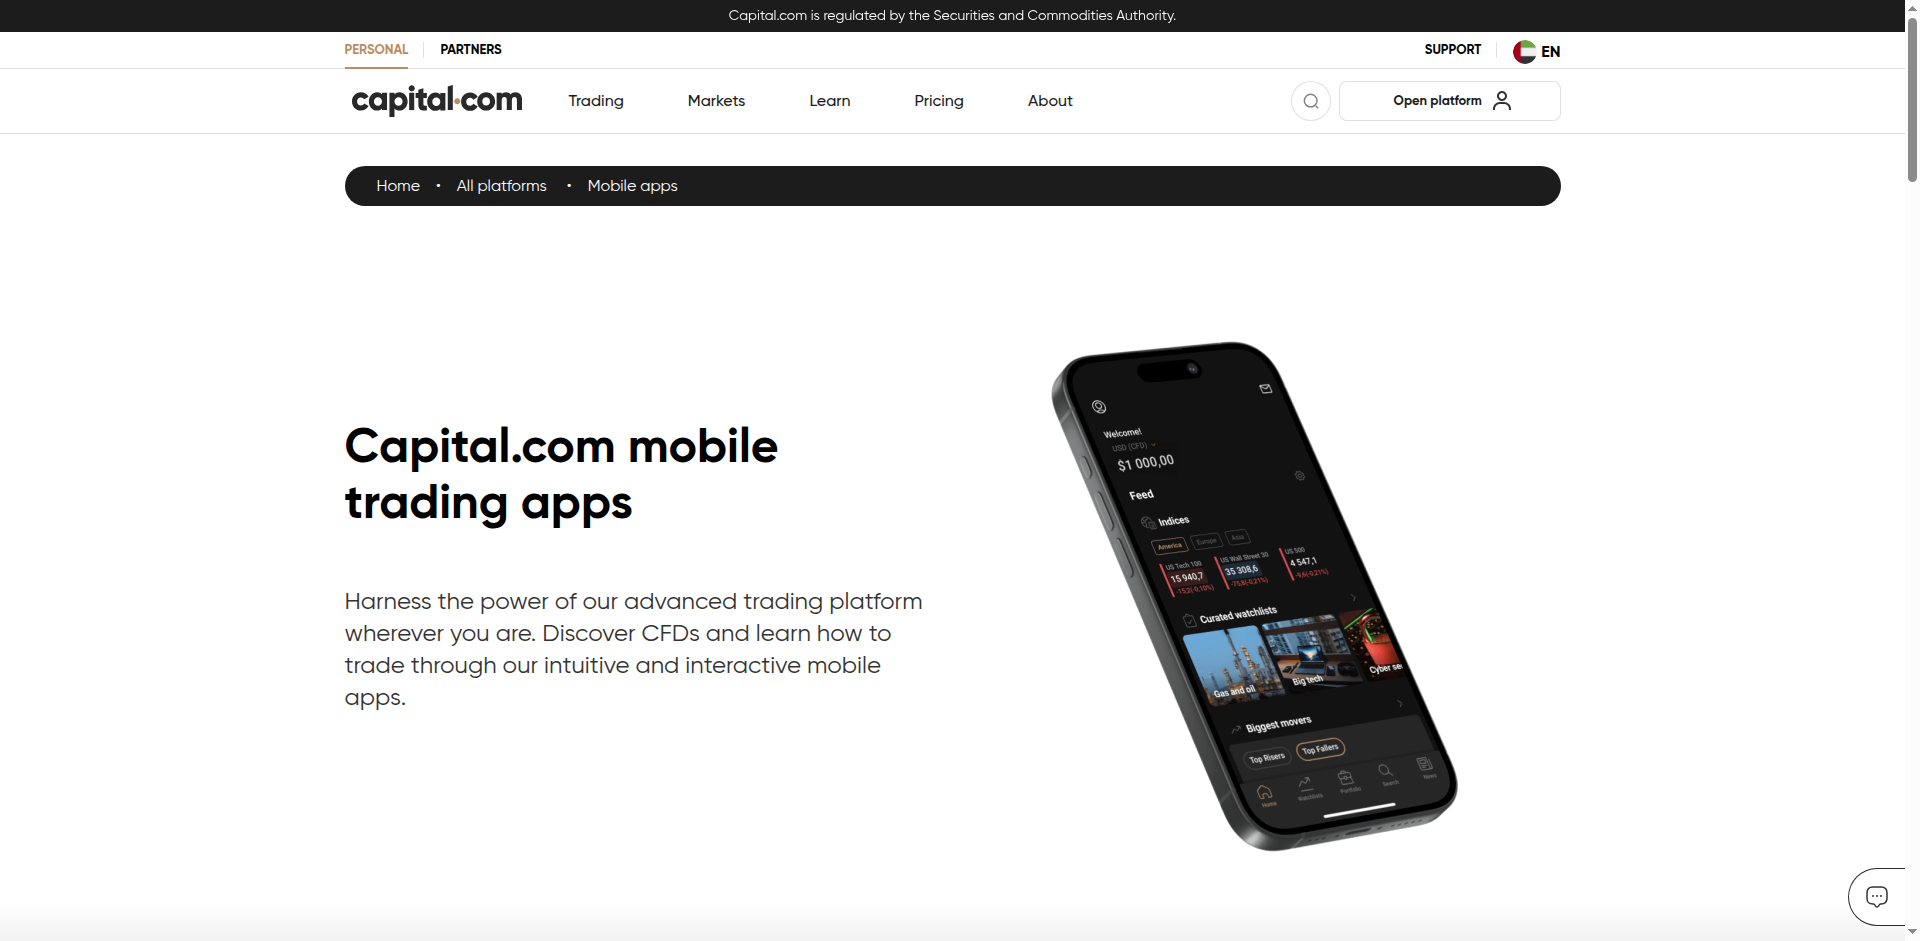 Capital.com is regulated by the Securities and Commodities Authority.
PERSONAL
PARTNERS
SUPPORT
EN
capital.com
Trading
Markets
Learn
Pricing
About
Open platform
Home • All platforms • Mobile apps
Capital.com mobile
trading apps
Harness the power of our advanced trading platform
wherever you are. Discover CFDs and learn how to
trade through our intuitive and interactive mobile
apps.
Welcome!
USD (CFD)
$1 000,00
Feed
Indices
America
Europe
Asia
US Tech 100
15 940,7
-15,2(-0,10%)
US Wall Street 30
35 308,6
-75,8(-0,21%)
US 500
4 547,1
-9,6(-0,21%)
Curated watchlists
Gas and oil
Big tech
Cyber se
Biggest movers
Top Risers
Top Fallers
Home
Watchlists
Portfolio
Search
News